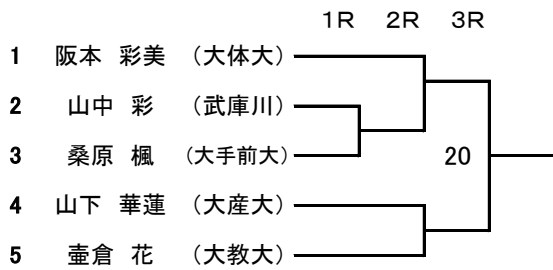 1R 2R 3R
1 阪本 彩美 (大体大)
2 山中 彩 (武庫川)
3 桑原 楓 (大手前大)
20
4 山下 華蓮 (大産大)
5 壷倉 花 (大教大)